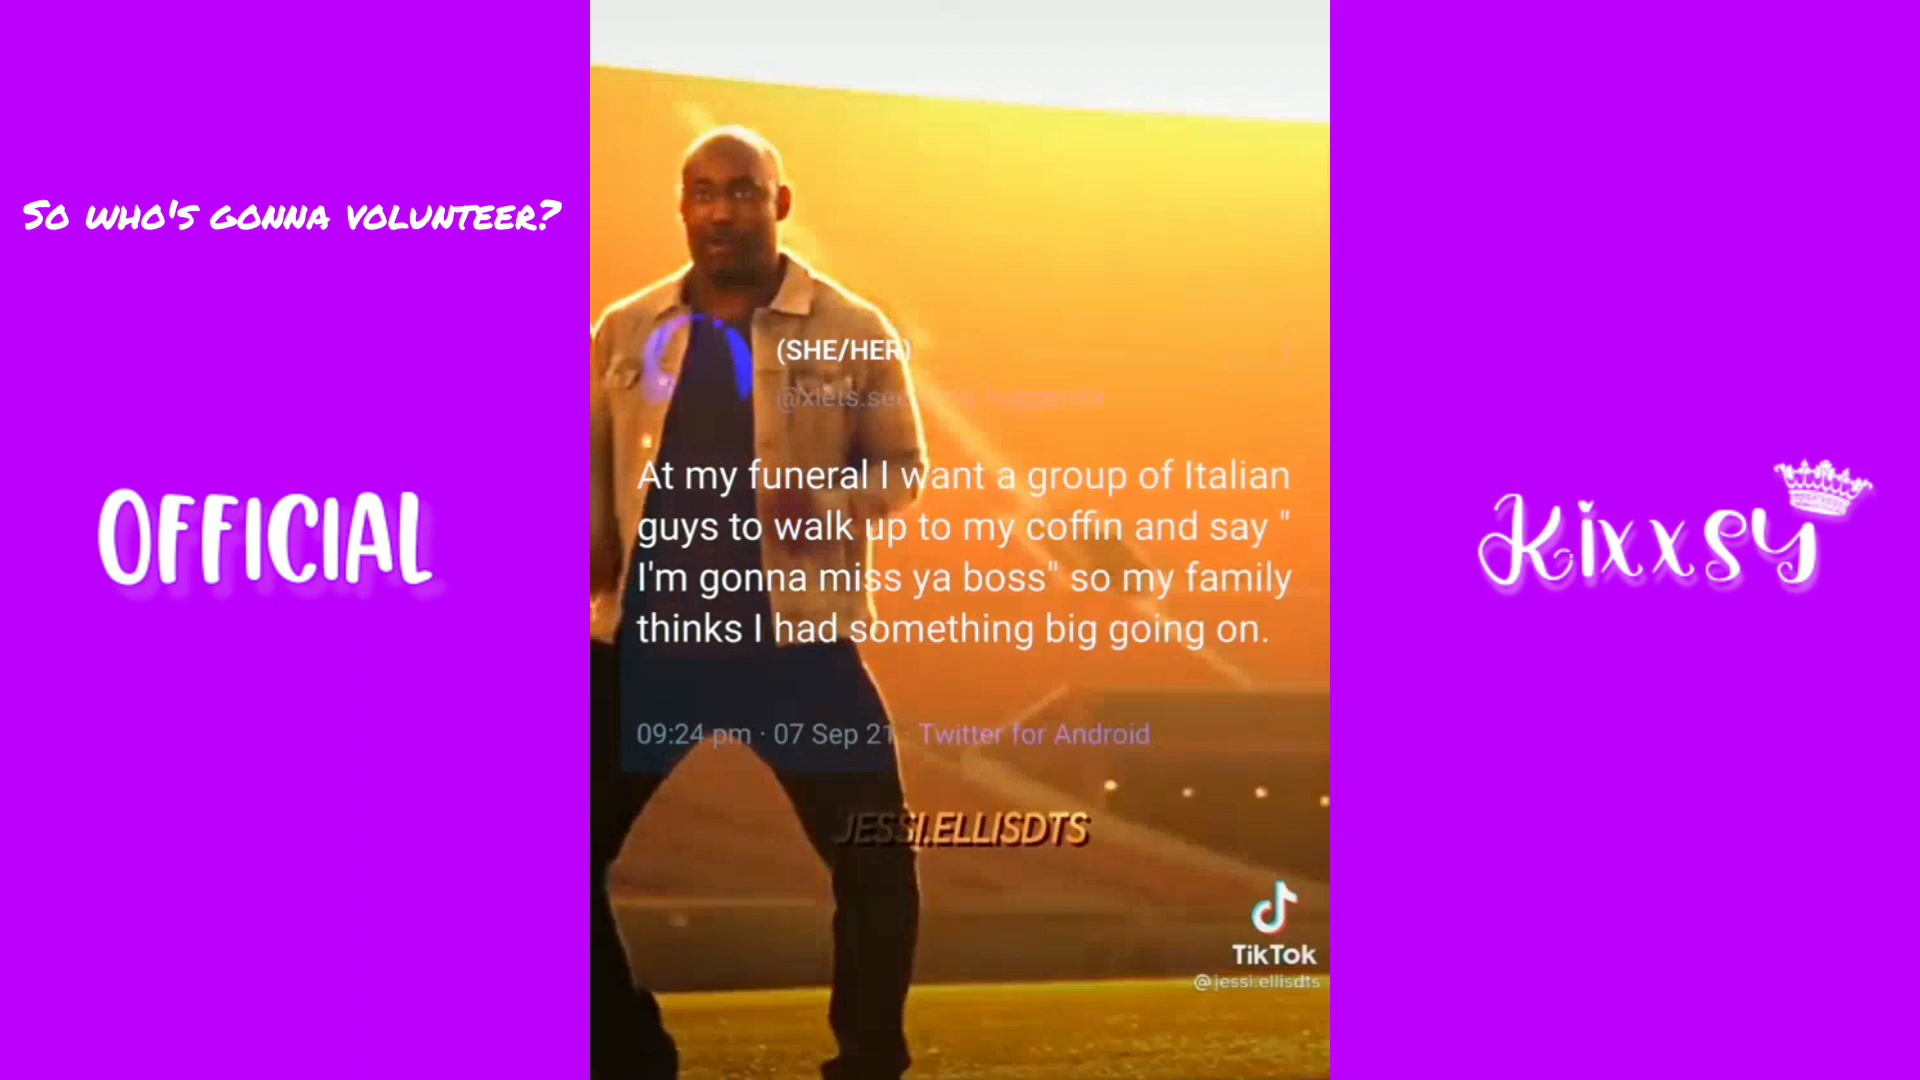 So who's gonna volunteer?
OFFICIAL
(SHE/HER)
At my funeral I want a group of Italian
guys to walk up to my coffin and say "
I'm gonna miss ya boss" so my family
thinks I had something big going on.
09:24 pm · 07 Sep 21 · Twitter for Android
JESSI.ELLISDTS
TikTok
@jessi.ellisdts
Kixxsy